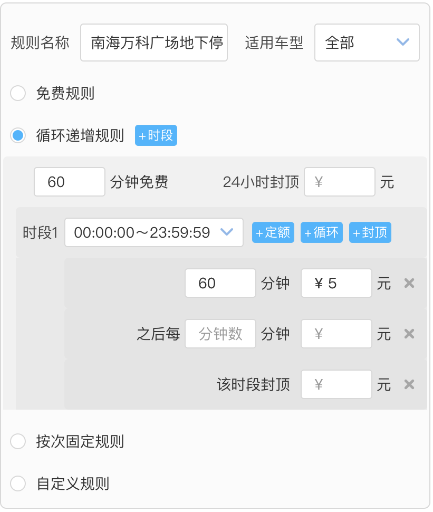 规则名称 南海万科广场地下停 适用车型 全部
免费规则
循环递增规则 +时段
60 分钟免费 24小时封顶 ¥ 元
时段1 00:00:00～23:59:59 +定额 +循环 +封顶
60 分钟 ¥ 5 元 ×
之后每 分钟数 分钟 ¥ 元 ×
该时段封顶 ¥ 元 ×
按次固定规则
自定义规则